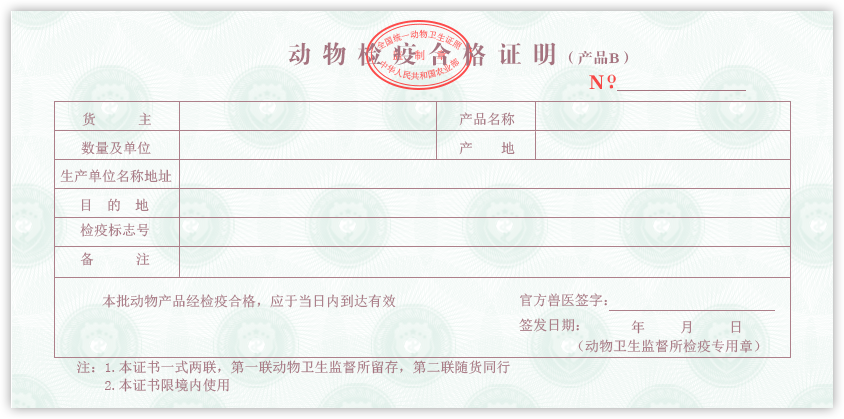 动物检疫合格证明（产品B）
全国统一动物卫生证照
监制章
中华人民共和国农业部
No
货 主
产品名称
数量及单位
产 地
生产单位名称地址
目 的 地
检疫标志号
备 注
本批动物产品经检疫合格，应于当日内到达有效
官方兽医签字：
签发日期： 年 月 日
（动物卫生监督所检疫专用章）
注：1.本证书一式两联，第一联动物卫生监督所留存，第二联随货同行
2.本证书限境内使用